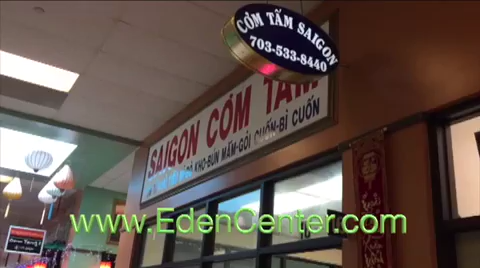 CƠM TẤM SAIGON
703-533-8440
SAIGON CƠM TẤM
KHO-BÚN MẮM-GỎI CUỐN-BÌ CUỐN
www.EdenCenter.com